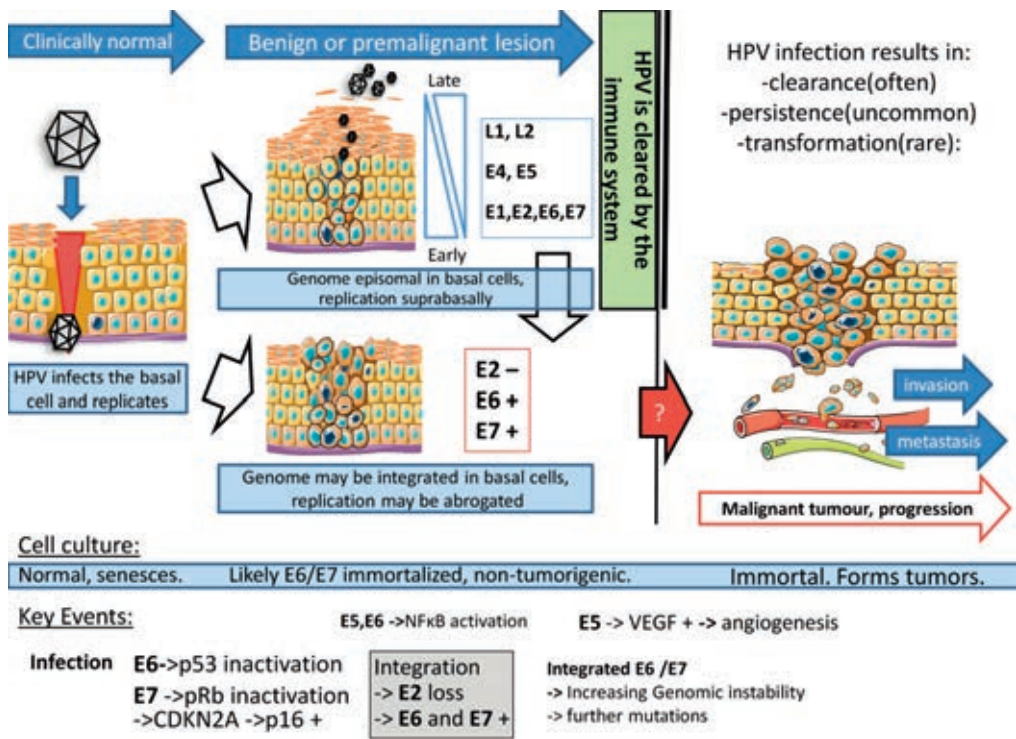 Clinically normal
Benign or premalignant lesion
HPV is cleared by the
immune system
HPV infection results in:
-clearance(often)
-persistence(uncommon)
-transformation(rare):
Late
L1, L2
E4, E5
E1,E2,E6,E7
Early
Genome episomal in basal cells,
replication suprabasally
HPV infects the basal
cell and replicates
E2 –
E6 +
E7 +
?
invasion
metastasis
Genome may be integrated in basal cells,
replication may be abrogated
Malignant tumour, progression
Cell culture:
Normal, senesces.
Likely E6/E7 immortalized, non-tumorigenic.
Immortal. Forms tumors.
Key Events:
E5,E6 ->NFκB activation
E5 -> VEGF + -> angiogenesis
Infection
E6->p53 inactivation
E7 ->pRb inactivation
->CDKN2A ->p16 +
Integration
-> E2 loss
-> E6 and E7 +
Integrated E6 /E7
-> Increasing Genomic instability
-> further mutations